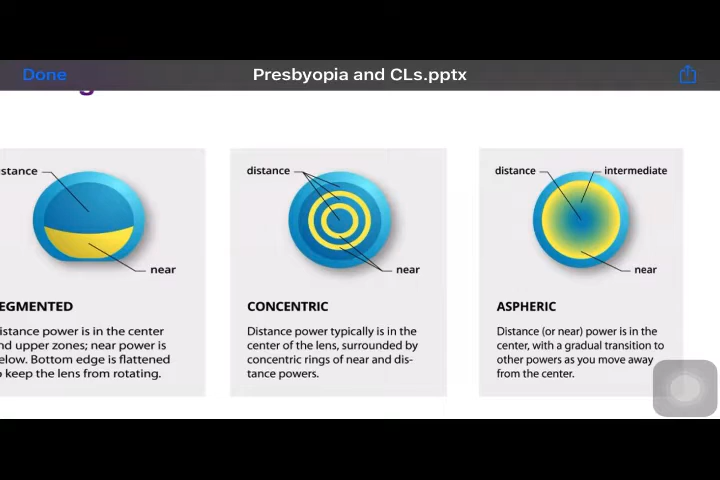 Done
Presbyopia and CLs.pptx
stance
near
EGMENTED
istance power is in the center
nd upper zones; near power is
elow. Bottom edge is flattened
o keep the lens from rotating.
distance
near
CONCENTRIC
Distance power typically is in the
center of the lens, surrounded by
concentric rings of near and dis-
tance powers.
distance
intermediate
near
ASPHERIC
Distance (or near) power is in the
center, with a gradual transition to
other powers as you move away
from the center.